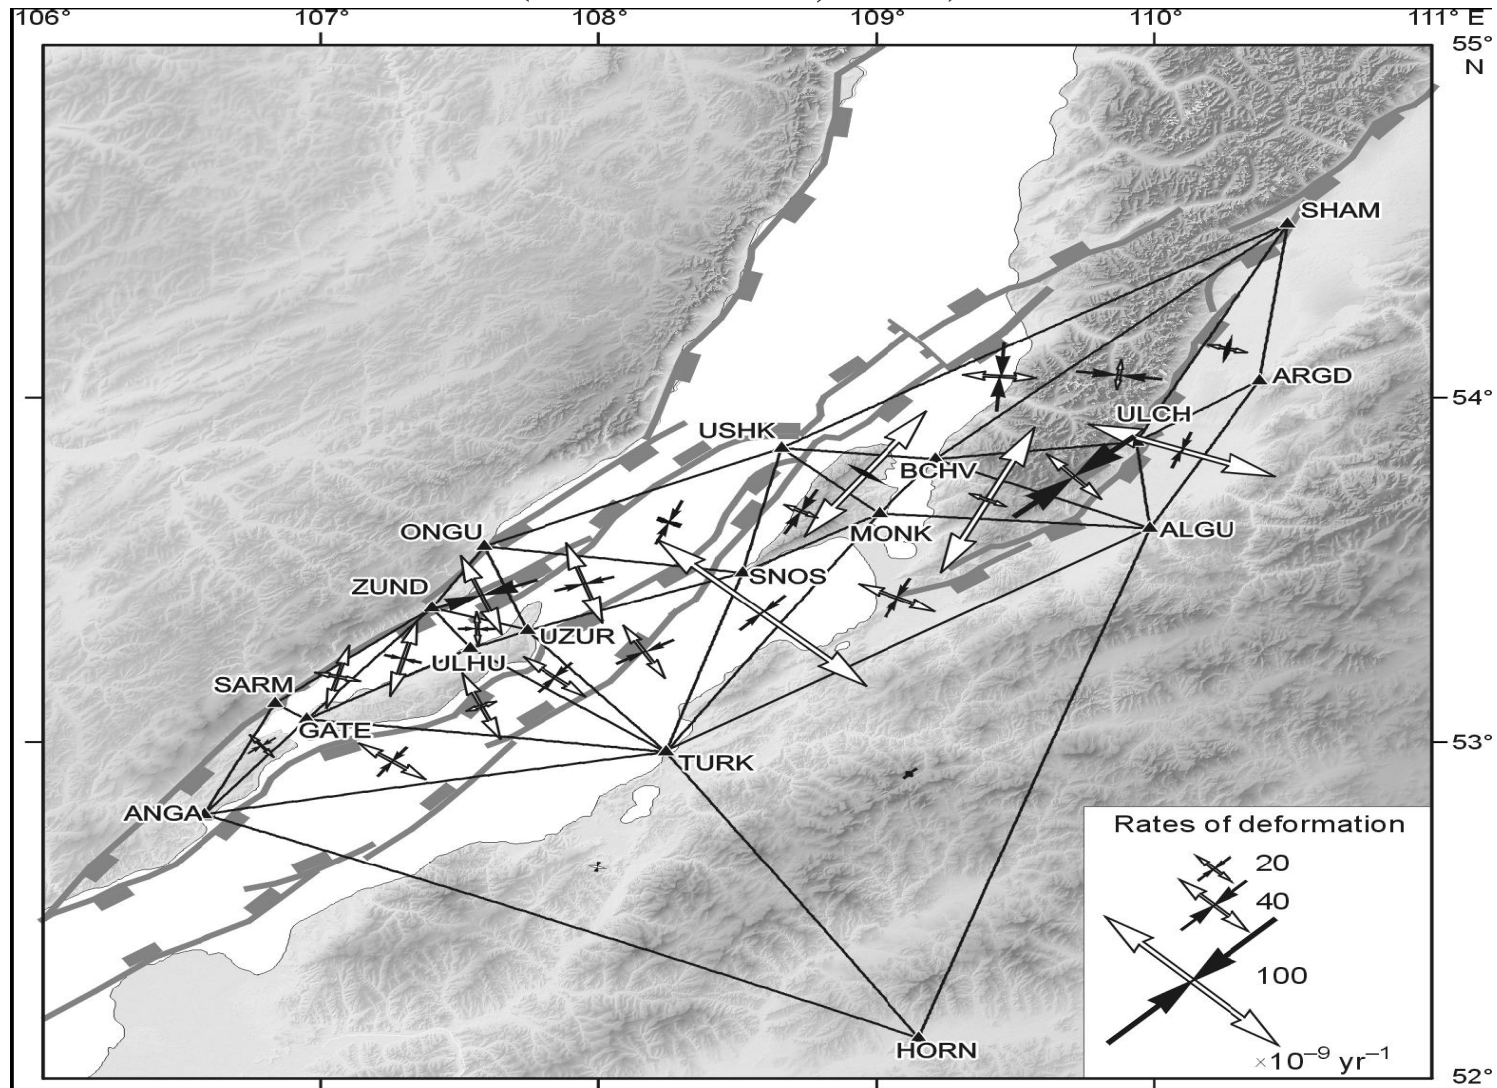 106° 107° 108° 109° 110° 111° E
55°
N
SHAM
54°
ARGD
ULCH
USHK
BCHV
MONK
ALGU
ONGU
SNOS
ZUND
UZUR
ULHU
SARM
GATE
53°
TURK
ANGA
Rates of deformation
20
40
100
×10⁻⁹ yr⁻¹
HORN
52°